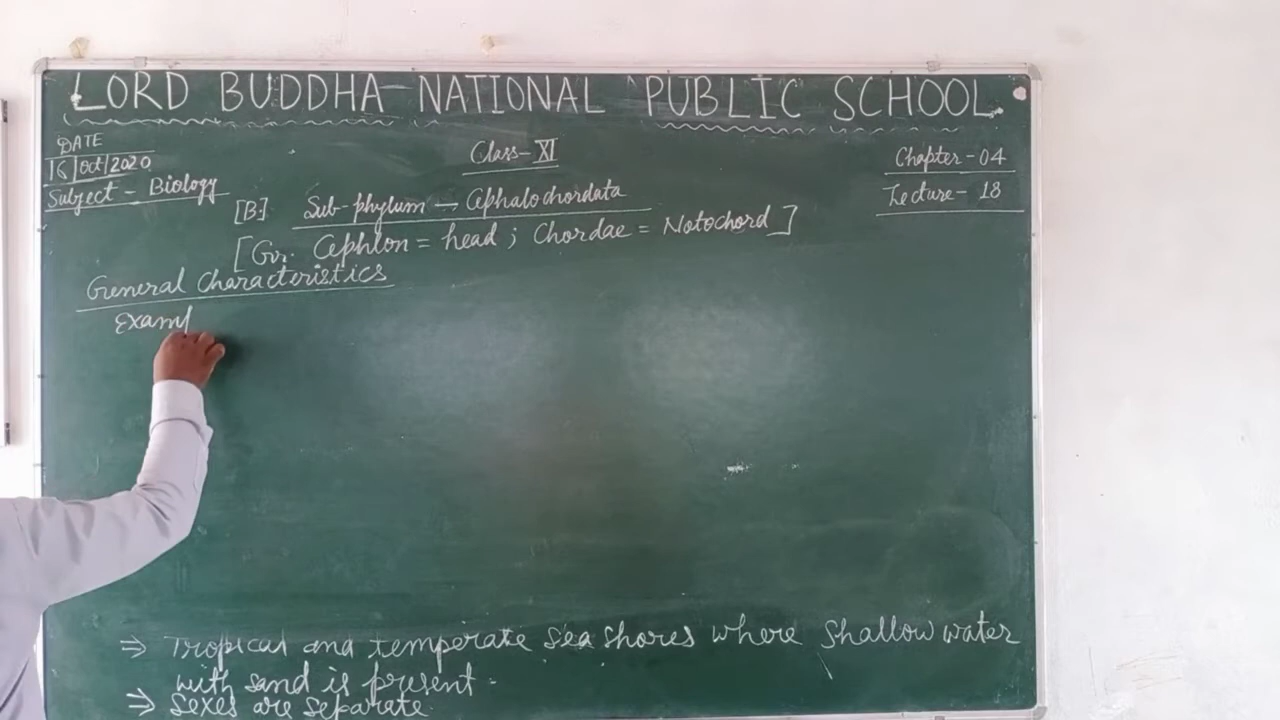 LORD BUDDHA NATIONAL PUBLIC SCHOOL
DATE
16/Oct/2020
Class-XI
Chapter-04
Subject - Biology
Lecture- 18
[B] Sub-phylum → Cephalochordata
[Gr. Cephlon = head ; Chordae = Notochord]
General Characteristics
Examp
⇒ Tropical and temperate sea shores where shallow water
with sand is present.
⇒ Sexes are separate.